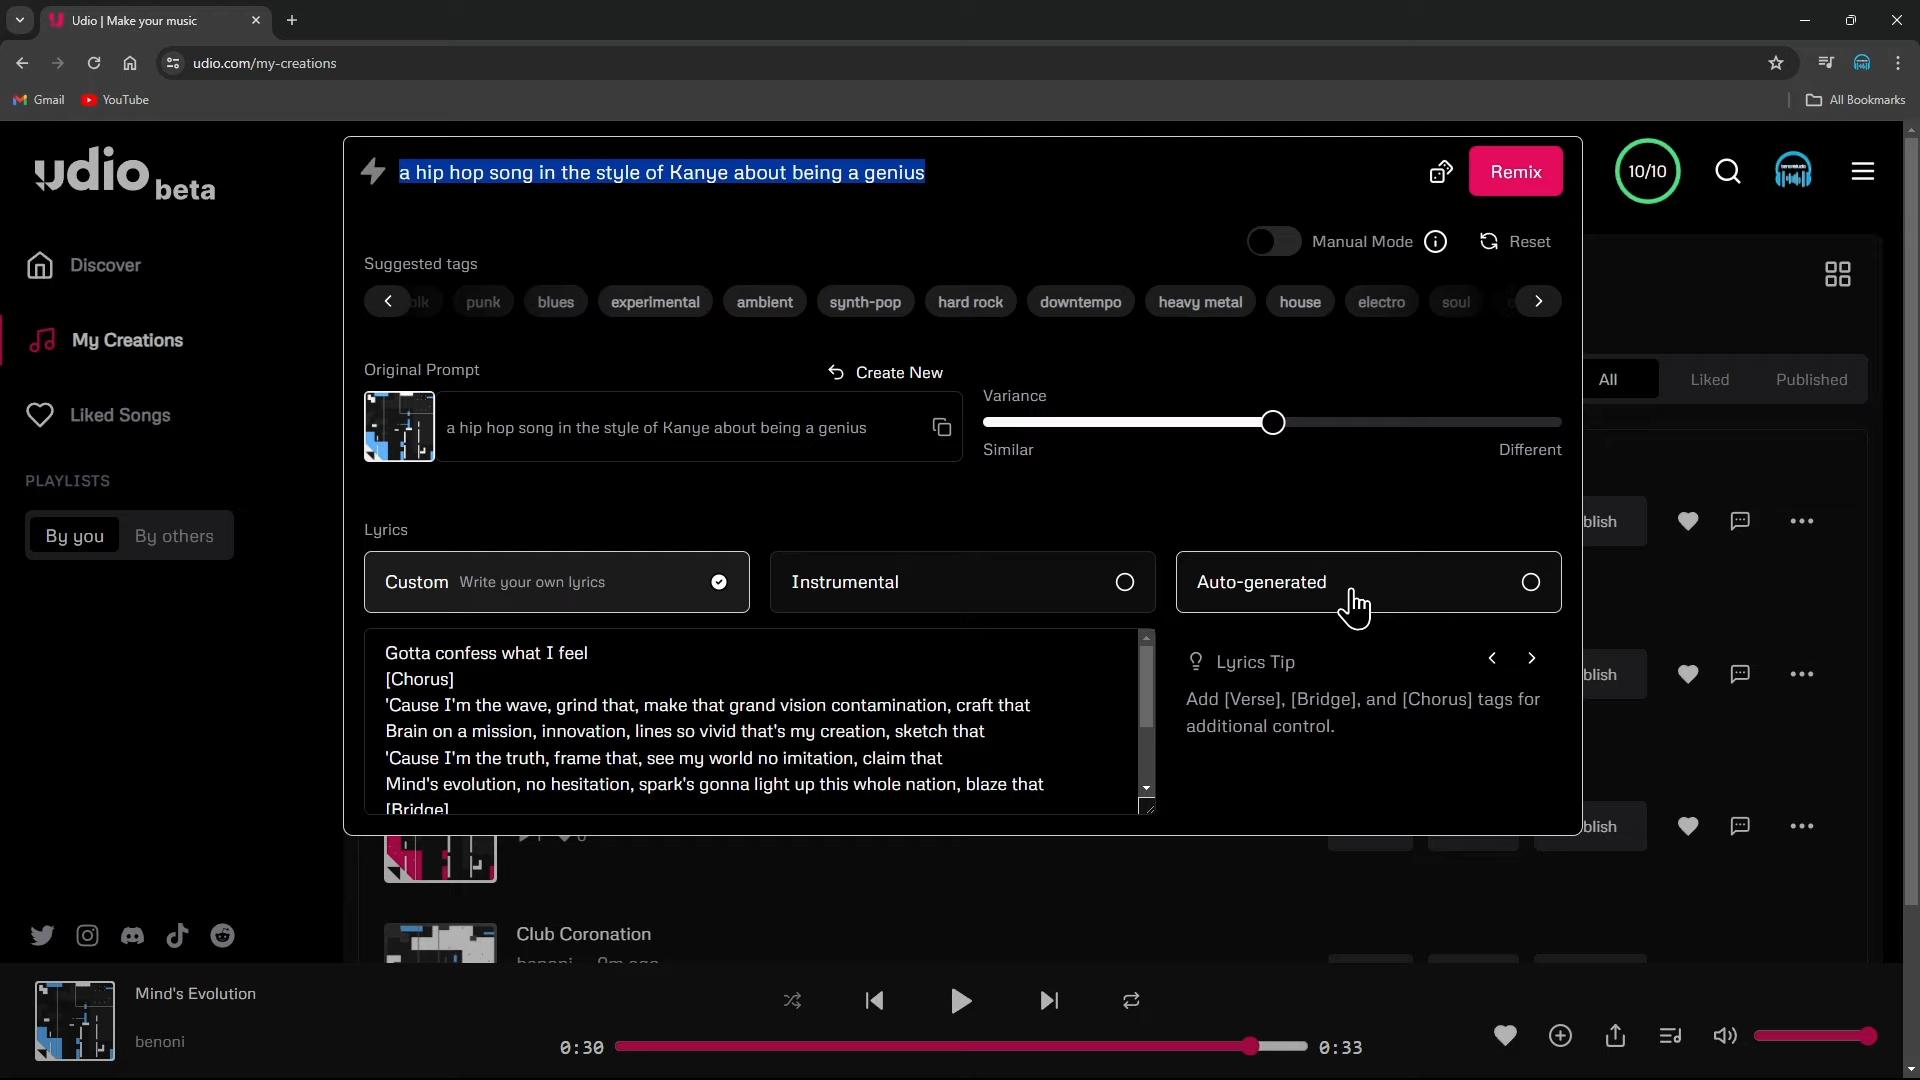 Udio | Make your music
udio.com/my-creations
Gmail
YouTube
All Bookmarks
udio beta
a hip hop song in the style of Kanye about being a genius
Remix
10/10
Manual Mode
Reset
Discover
Suggested tags
punk
blues
experimental
ambient
synth-pop
hard rock
downtempo
heavy metal
house
electro
soul
My Creations
Original Prompt
Create New
Variance
All
Liked
Published
Liked Songs
a hip hop song in the style of Kanye about being a genius
Similar
Different
PLAYLISTS
By you
By others
Lyrics
blish
Custom Write your own lyrics
Instrumental
Auto-generated
Gotta confess what I feel
[Chorus]
'Cause I'm the wave, grind that, make that grand vision contamination, craft that
Brain on a mission, innovation, lines so vivid that's my creation, sketch that
'Cause I'm the truth, frame that, see my world no imitation, claim that
Mind's evolution, no hesitation, spark's gonna light up this whole nation, blaze that
[Bridge]
Lyrics Tip
Add [Verse], [Bridge], and [Chorus] tags for
additional control.
blish
blish
Club Coronation
Mind's Evolution
benoni
0:30
0:33